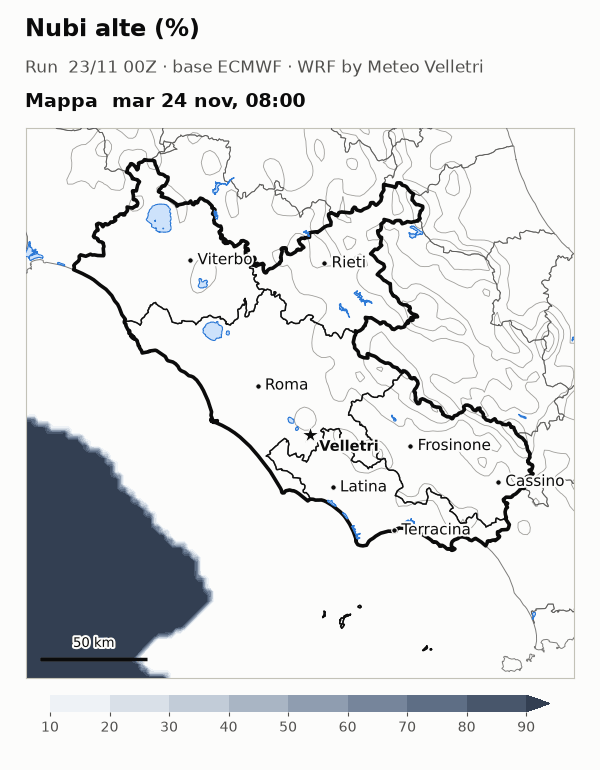 Nubi alte (%)
Run  23/11 00Z · base ECMWF · WRF by Meteo Velletri
Mappa  mar 24 nov, 08:00
Viterbo
Rieti
Roma
Velletri
Frosinone
Latina
Cassino
Terracina
50 km
10 20 30 40 50 60 70 80 90